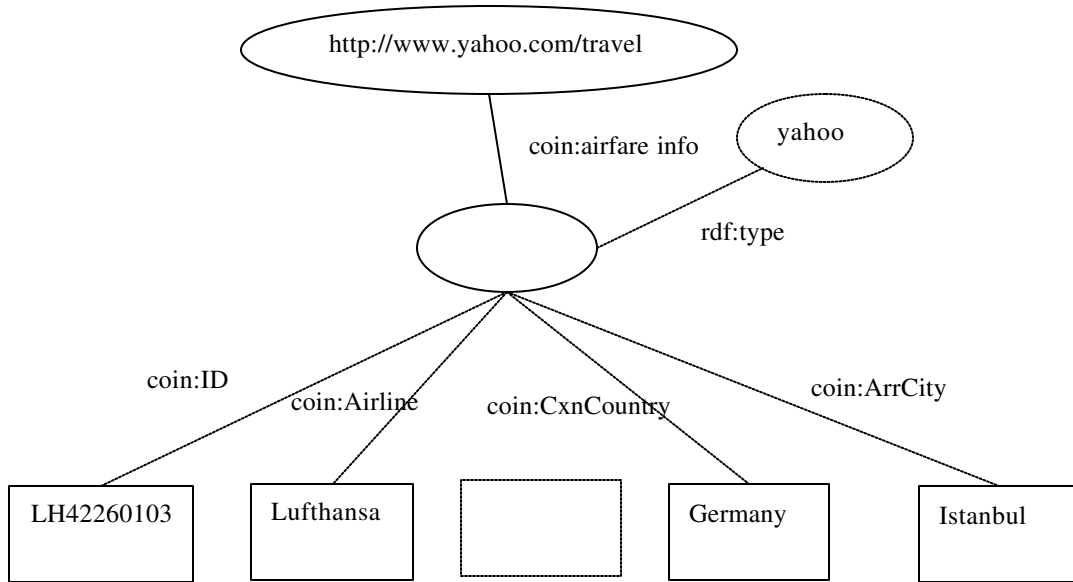 http://www.yahoo.com/travel
yahoo
coin:airfare info
rdf:type
coin:ID
coin:Airline
coin:CxnCountry
coin:ArrCity
LH42260103
Lufthansa
Germany
Istanbul